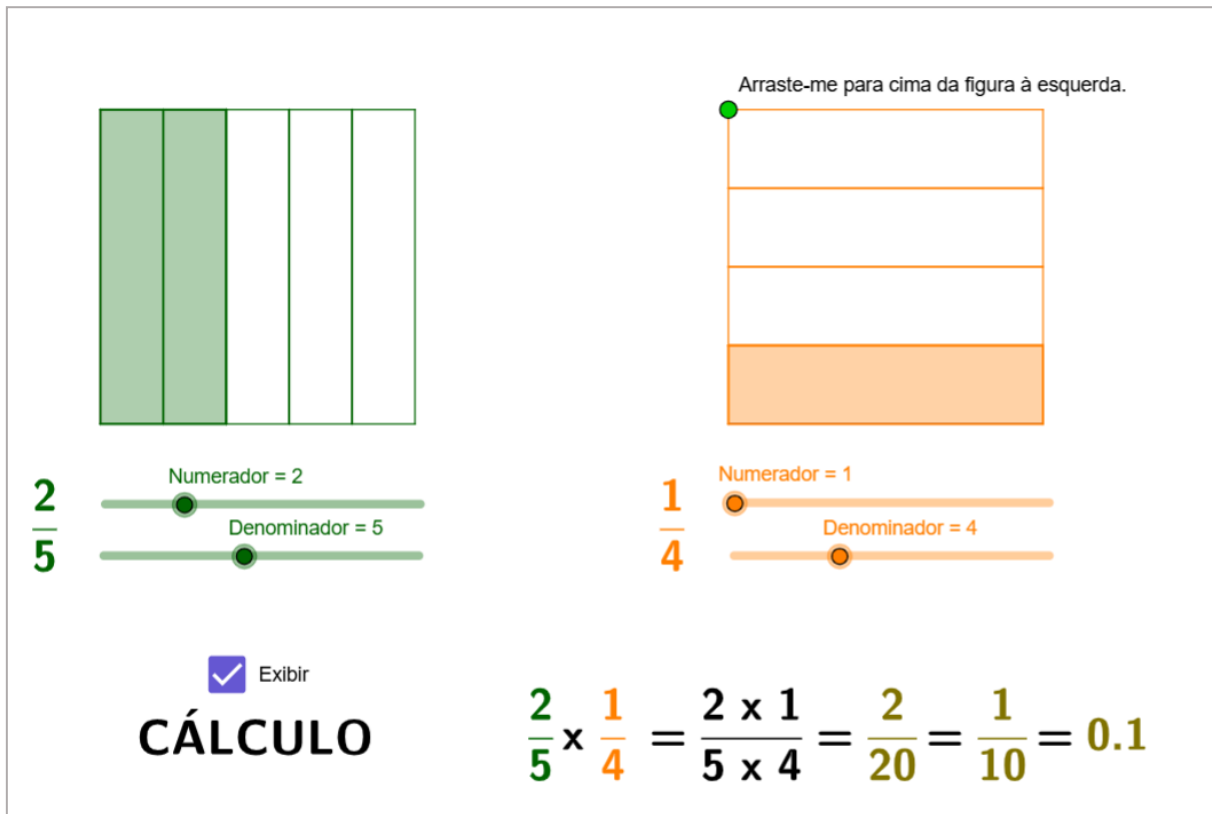 Arraste-me para cima da figura à esquerda.
2/5
Numerador = 2
Denominador = 5
1/4
Numerador = 1
Denominador = 4
Exibir
CÁLCULO
2/5 x 1/4 = 2 x 1/5 x 4 = 2/20 = 1/10 = 0.1